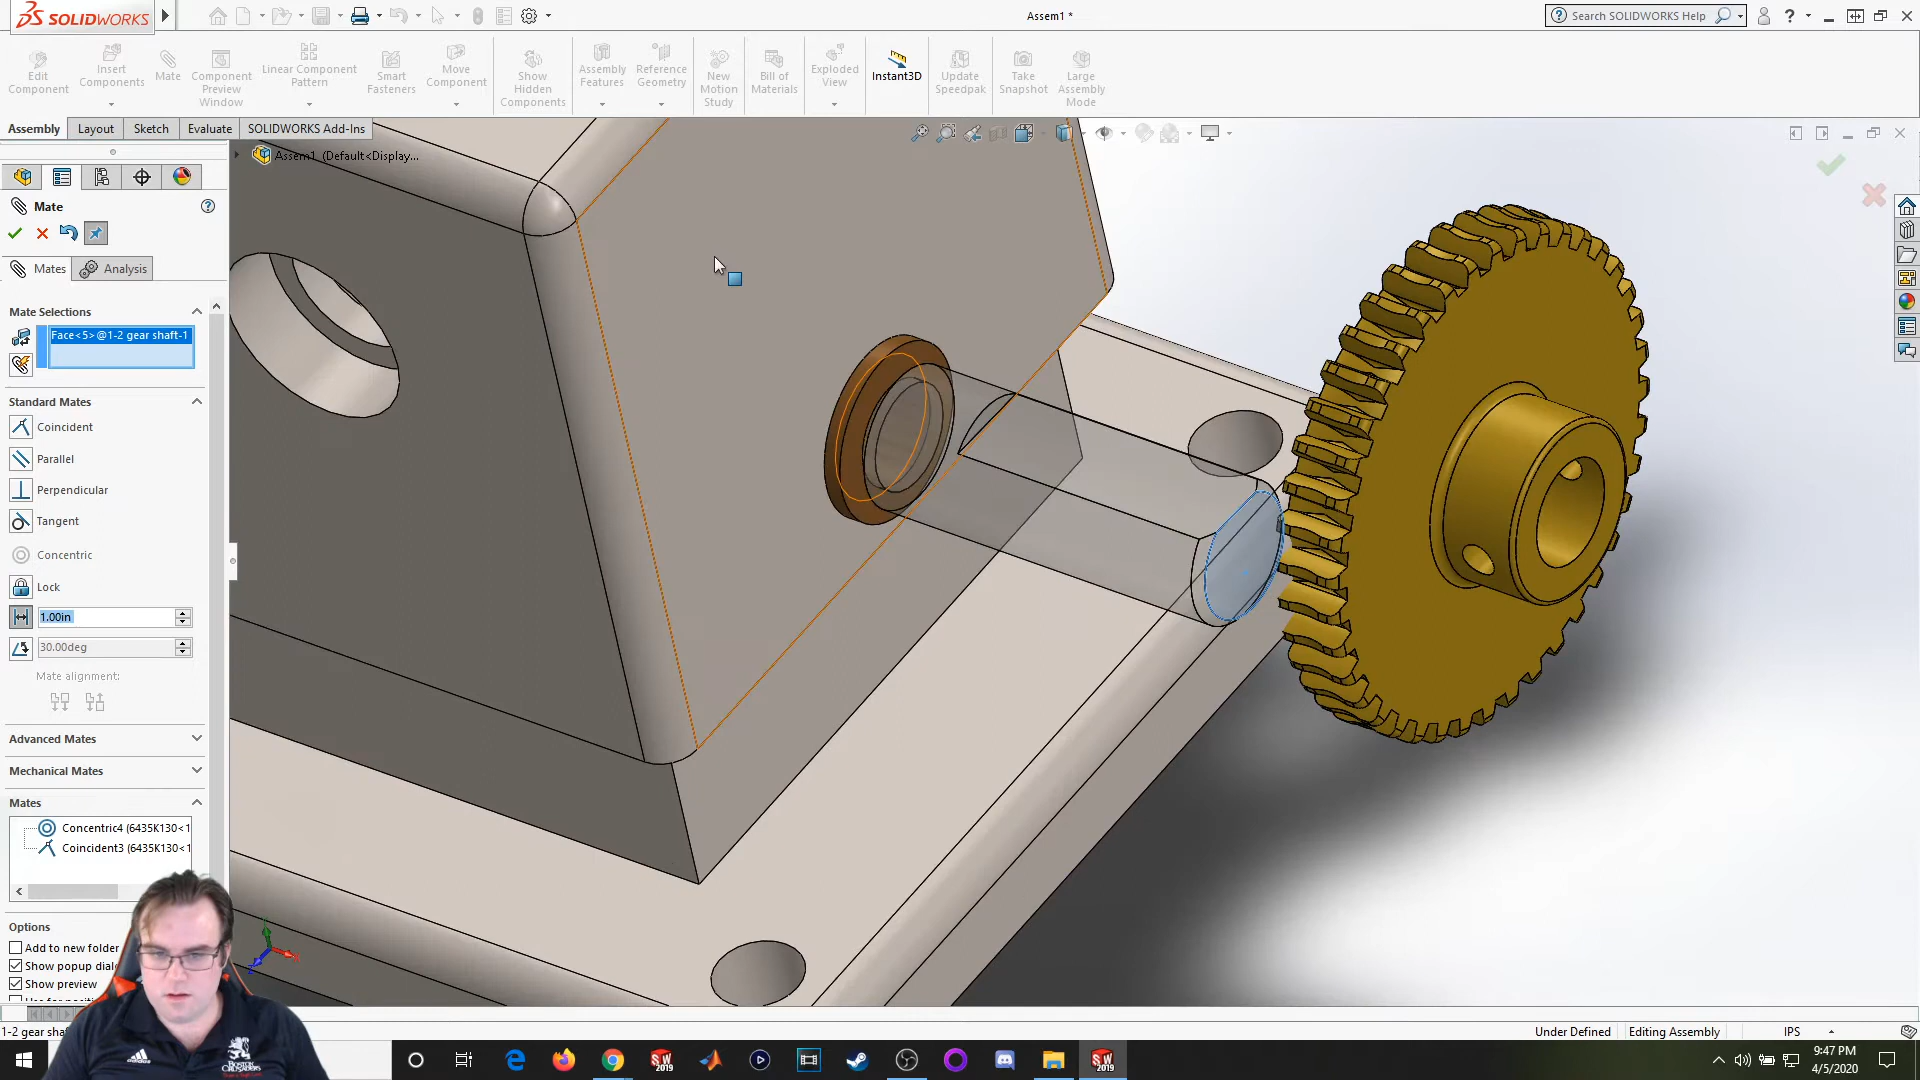 SOLIDWORKS
Assem1 *
Search SOLIDWORKS Help
Edit Component
Insert Components
Mate
Component Preview Window
Linear Component Pattern
Smart Fasteners
Move Component
Show Hidden Components
Assembly Features
Reference Geometry
New Motion Study
Bill of Materials
Exploded View
Instant3D
Update Speedpak
Take Snapshot
Large Assembly Mode
Assembly
Layout
Sketch
Evaluate
SOLIDWORKS Add-Ins
Assem1 (Default<Display...
Mate
Mates
Analysis
Mate Selections
Face<5>@1-2 gear shaft-1
Standard Mates
Coincident
Parallel
Perpendicular
Tangent
Concentric
Lock
1.00in
30.00deg
Mate alignment:
Advanced Mates
Mechanical Mates
Mates
Concentric4 (6435K130<1
Coincident3 (6435K130<1
Options
Add to new folder
Show popup dialo
Show preview
1-2 gear sha
Under Defined
Editing Assembly
IPS
SW 2019
SW 2019
9:47 PM
4/5/2020
adidas